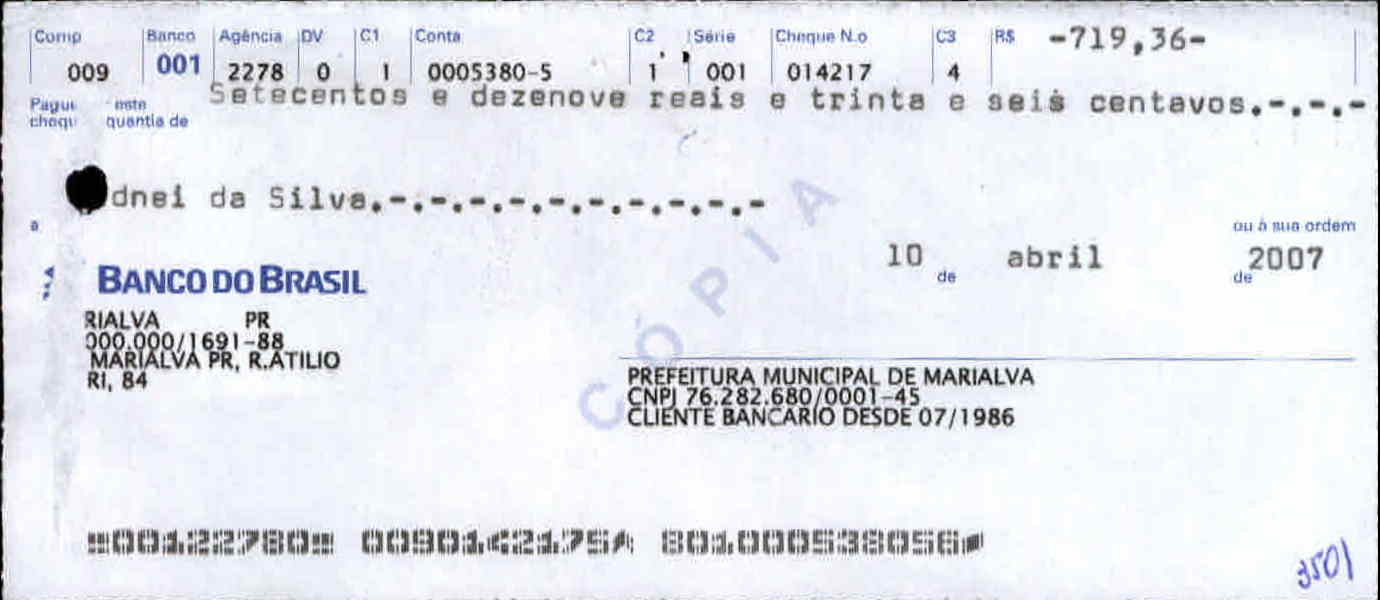 Comp Banco Agência DV C1 Conta C2 Série Cheque N.o C3 R$ -719,36-
009 001 2278 0 1 0005380-5 1 001 014217 4
Pague este Setecentos e dezenove reais e trinta e seis centavos.-.-.-
quantia de
dnei da Silva.-.-.-.-.-.-.-.-.-.-
a ou à sua ordem
10 de abril de 2007
BANCO DO BRASIL
RIALVA PR
000.000/1691-88
MARIALVA PR, R.ATILIO
RI, 84
CÓPIA
PREFEITURA MUNICIPAL DE MARIALVA
CNPJ 76.282.680/0001-45
CLIENTE BANCARIO DESDE 07/1986
00122780 0090142175 801000538056
3501